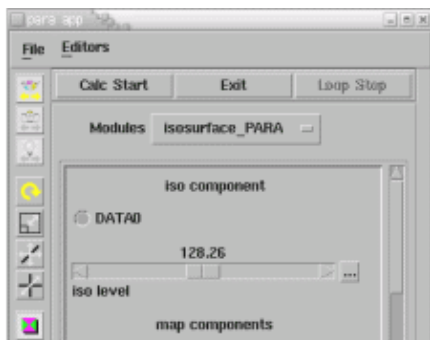 para app
File Editors
Calc Start Exit Loop Stop
Modules isosurface_PARA
iso component
DATA0
128.26
...
iso level
map components